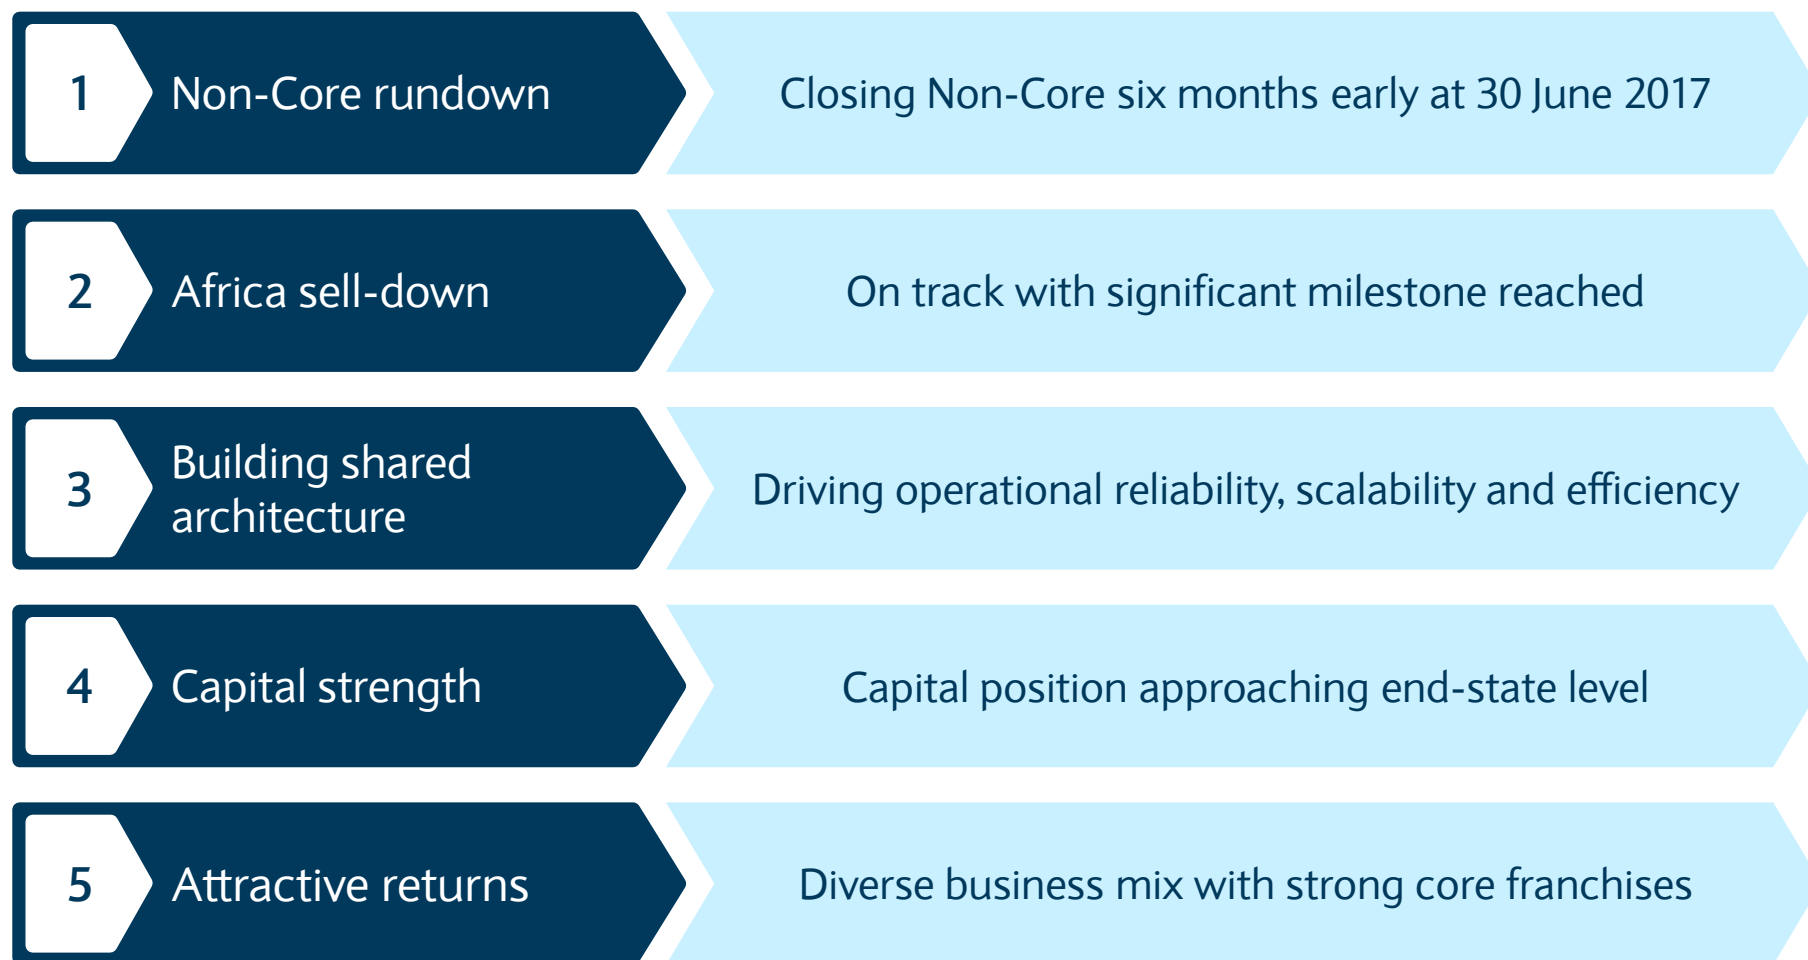 1
Non-Core rundown
Closing Non-Core six months early at 30 June 2017
2
Africa sell-down
On track with significant milestone reached
3
Building shared
architecture
Driving operational reliability, scalability and efficiency
4
Capital strength
Capital position approaching end-state level
5
Attractive returns
Diverse business mix with strong core franchises